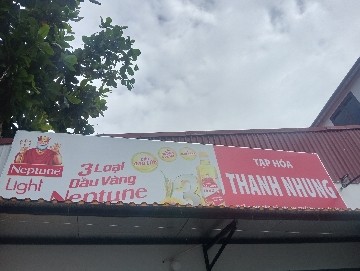 Neptune
Light
3 Loại
Dầu Vàng
Neptune
TẠP HÓA
THANH NHUNG